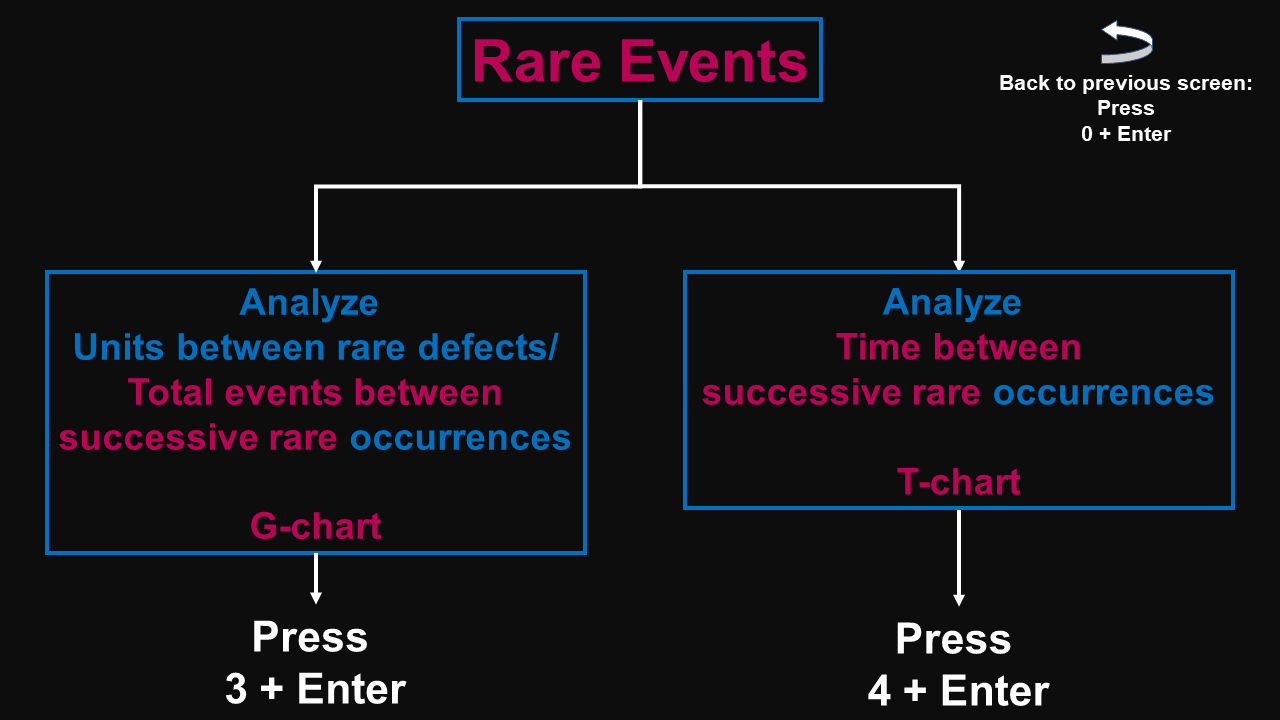 Rare Events
Back to previous screen:
Press
0 + Enter
Analyze
Units between rare defects/
Total events between
successive rare occurrences
G-chart
Press
3 + Enter
Analyze
Time between
successive rare occurrences
T-chart
Press
4 + Enter